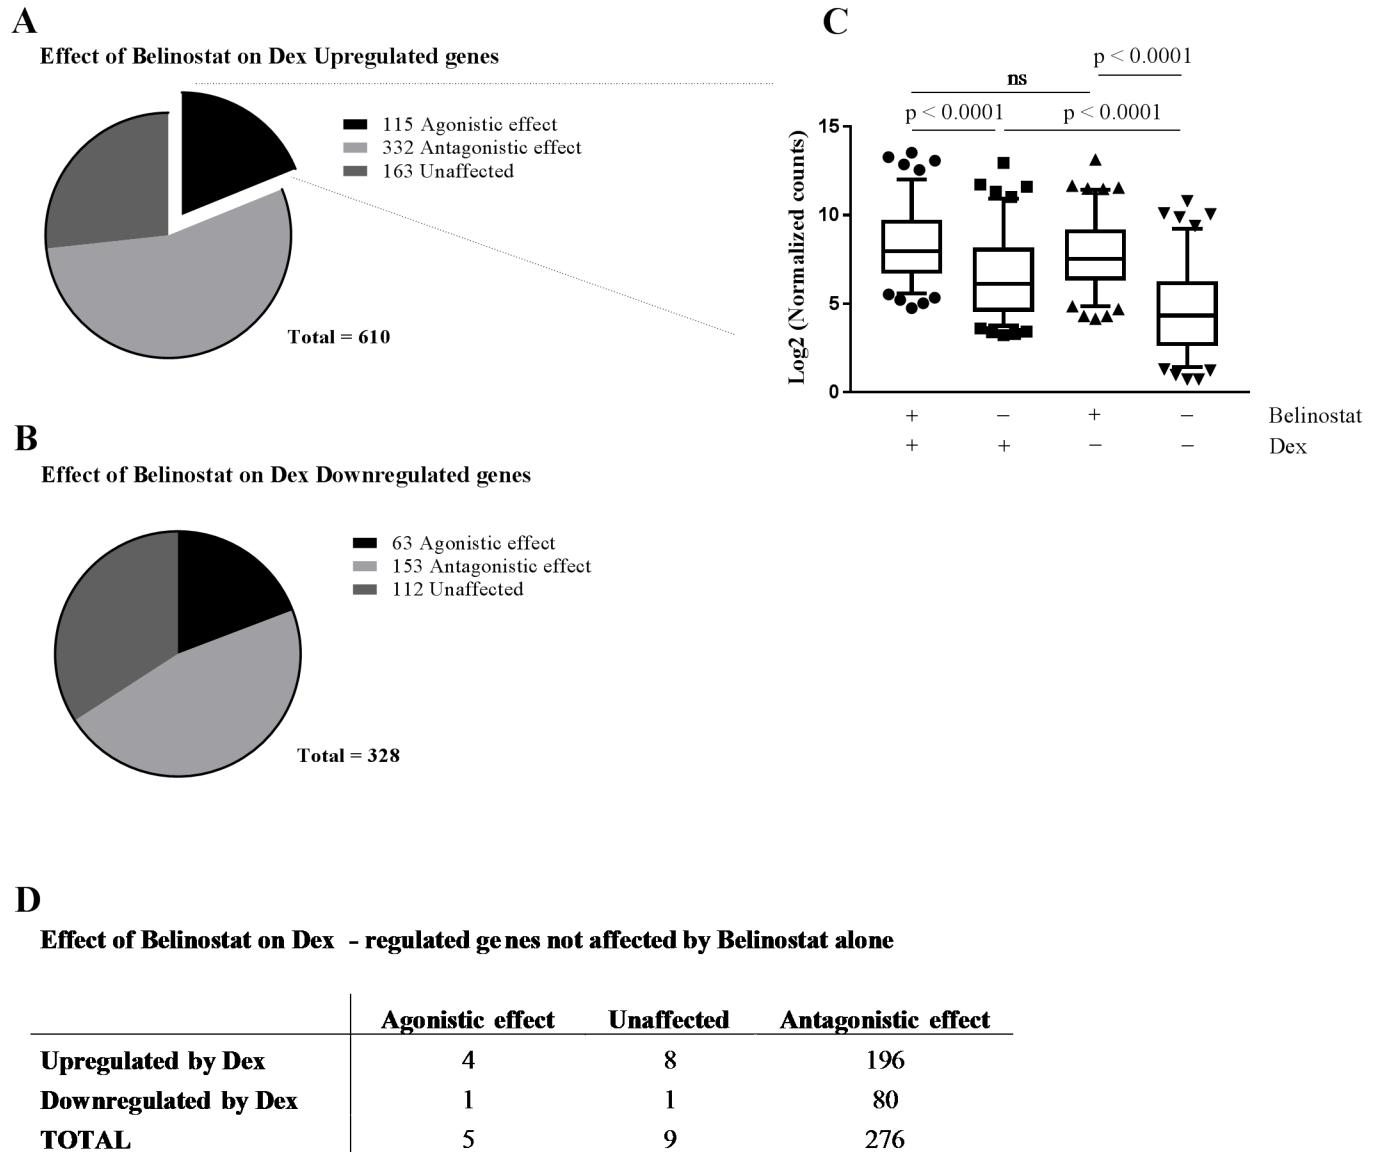 A
Effect of Belinostat on Dex Upregulated genes
115 Agonistic effect
332 Antagonistic effect
163 Unaffected
Total = 610
B
Effect of Belinostat on Dex Downregulated genes
63 Agonistic effect
153 Antagonistic effect
112 Unaffected
Total = 328
C
p < 0.0001
ns
p < 0.0001 p < 0.0001
Log2 (Normalized counts)
15
10
5
0
+ − + − Belinostat
+ + − − Dex
D
Effect of Belinostat on Dex - regulated genes not affected by Belinostat alone
Agonistic effect Unaffected Antagonistic effect
Upregulated by Dex 4 8 196
Downregulated by Dex 1 1 80
TOTAL 5 9 276